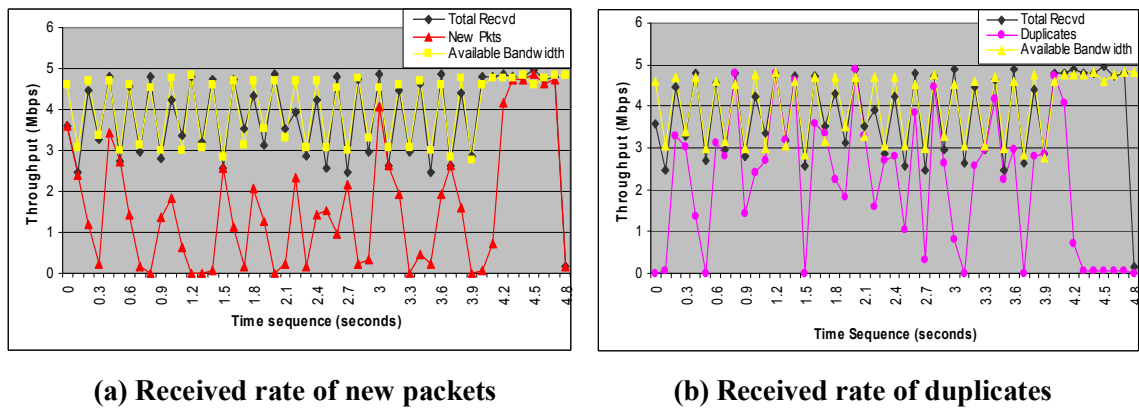 Total Recvd
New Pkts
Available Bandwidth
Throughput (Mbps)
6
5
4
3
2
1
0
0 0.3 0.6 0.9 1.2 1.5 1.8 2.1 2.4 2.7 3 3.3 3.6 3.9 4.2 4.5 4.8
Time sequence (seconds)
(a) Received rate of new packets
Total Recvd
Duplicates
Available Bandwidth
Throughput (Mbps)
6
5
4
3
2
1
0
0 0.3 0.6 0.9 1.2 1.5 1.8 2.1 2.4 2.7 3 3.3 3.6 3.9 4.2 4.5 4.8
Time Sequence (seconds)
(b) Received rate of duplicates